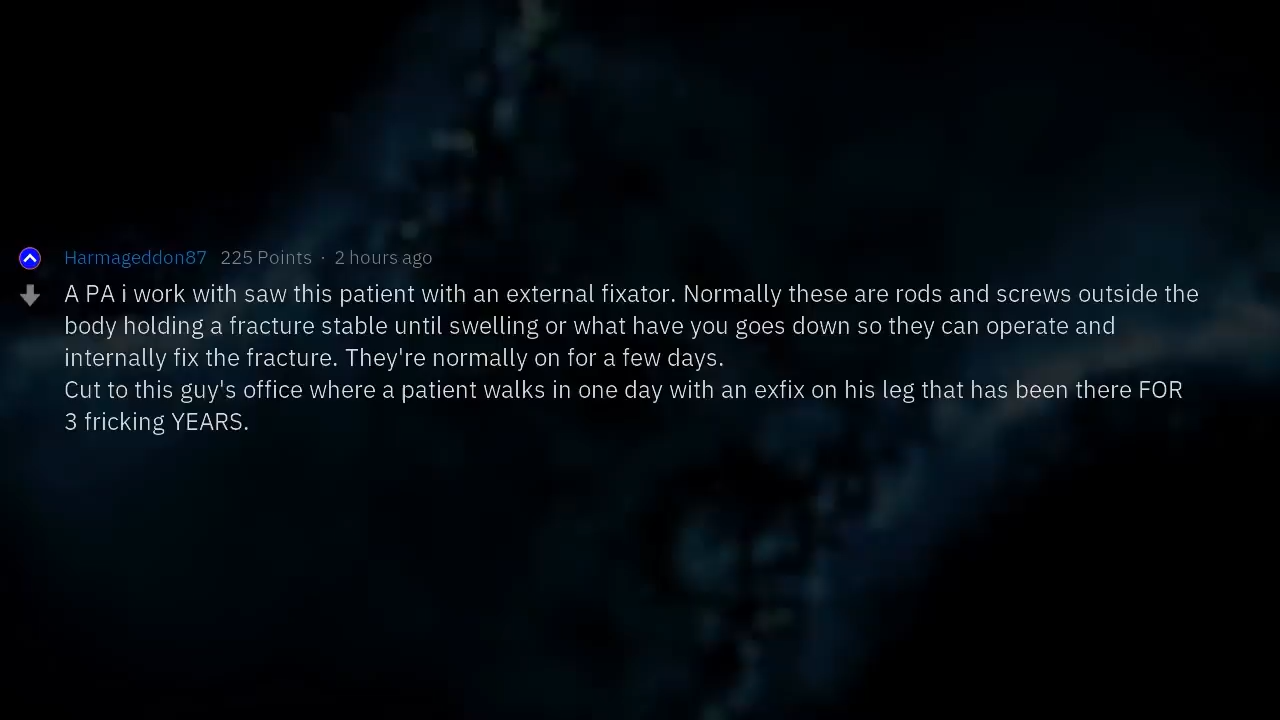 Harmageddon87 225 Points · 2 hours ago
A PA i work with saw this patient with an external fixator. Normally these are rods and screws outside the
body holding a fracture stable until swelling or what have you goes down so they can operate and
internally fix the fracture. They're normally on for a few days.
Cut to this guy's office where a patient walks in one day with an exfix on his leg that has been there FOR
3 fricking YEARS.